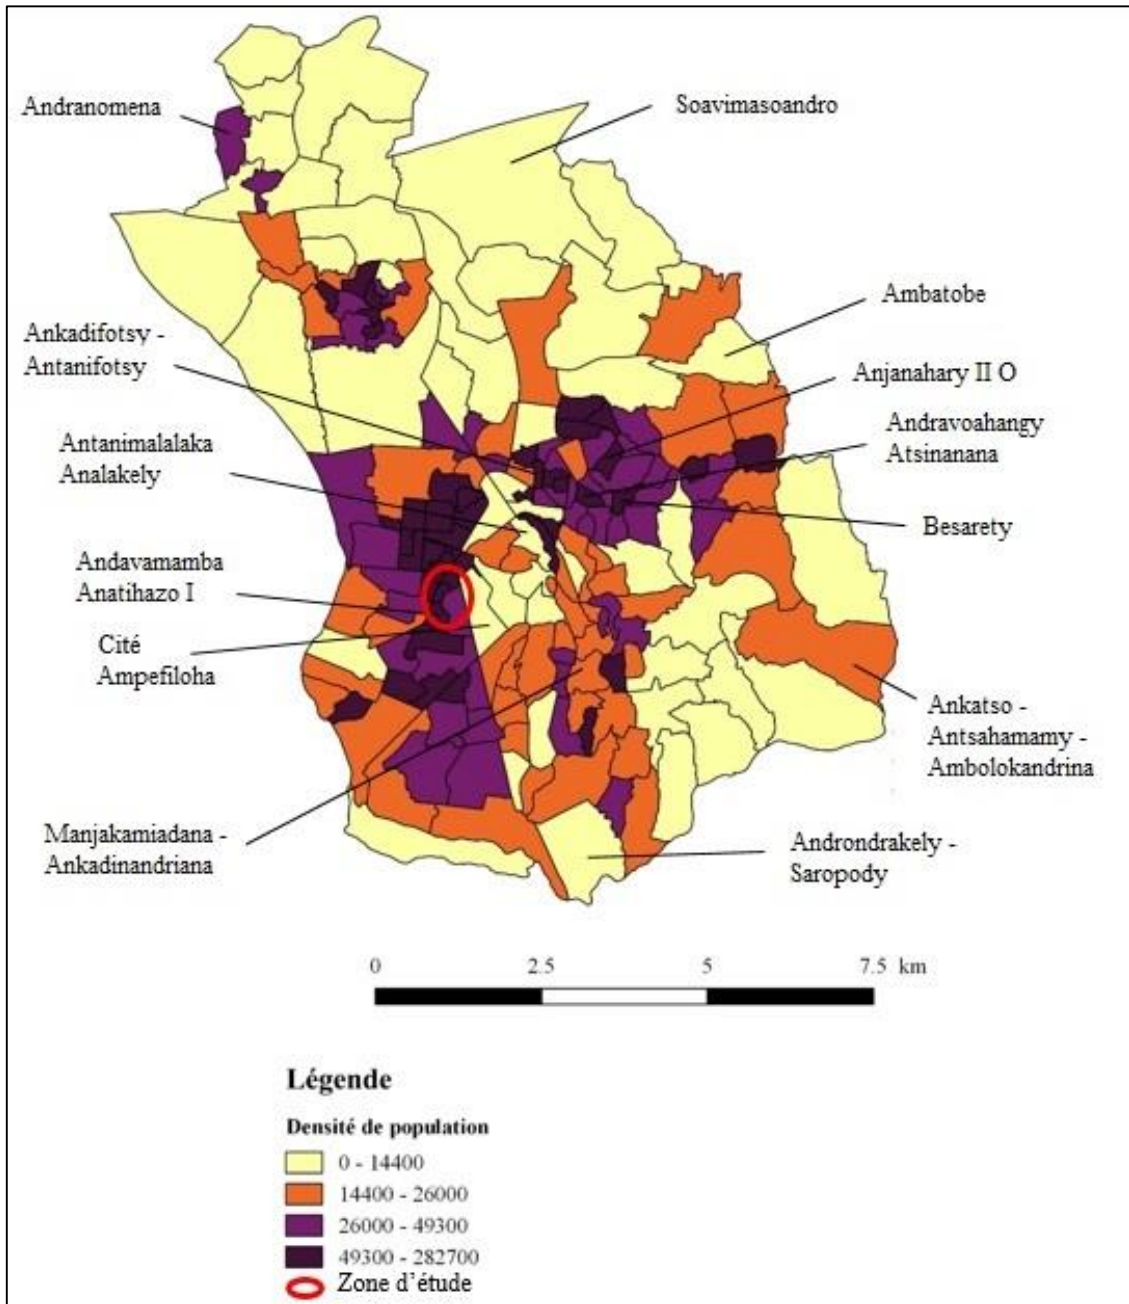 Andranomena
Soavimasoandro
Ambatobe
Ankadifotsy -
Antanifotsy
Anjanahary II O
Andravoahangy
Atsinanana
Antanimalalaka
Analakely
Besarety
Andavamamba
Anatihazo I
Cité
Ampefiloha
Ankatso -
Antsahamamy -
Ambolokandrina
Manjakamiadana -
Ankadinandriana
Androndrakely -
Saropody
0 2.5 5 7.5 km
Légende
Densité de population
0 - 14400
14400 - 26000
26000 - 49300
49300 - 282700
Zone d'étude